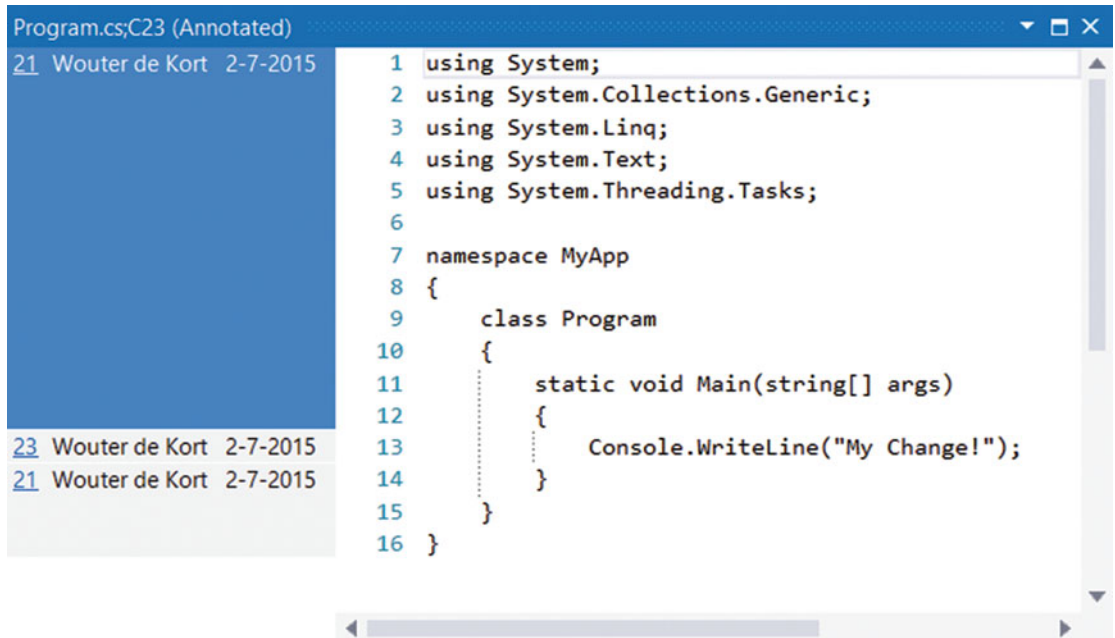 Program.cs;C23 (Annotated)
21 Wouter de Kort 2-7-2015
1 using System;
2 using System.Collections.Generic;
3 using System.Linq;
4 using System.Text;
5 using System.Threading.Tasks;
6
7 namespace MyApp
8 {
9 class Program
10 {
11 static void Main(string[] args)
12 {
23 Wouter de Kort 2-7-2015
13 Console.WriteLine("My Change!");
21 Wouter de Kort 2-7-2015
14 }
15 }
16 }